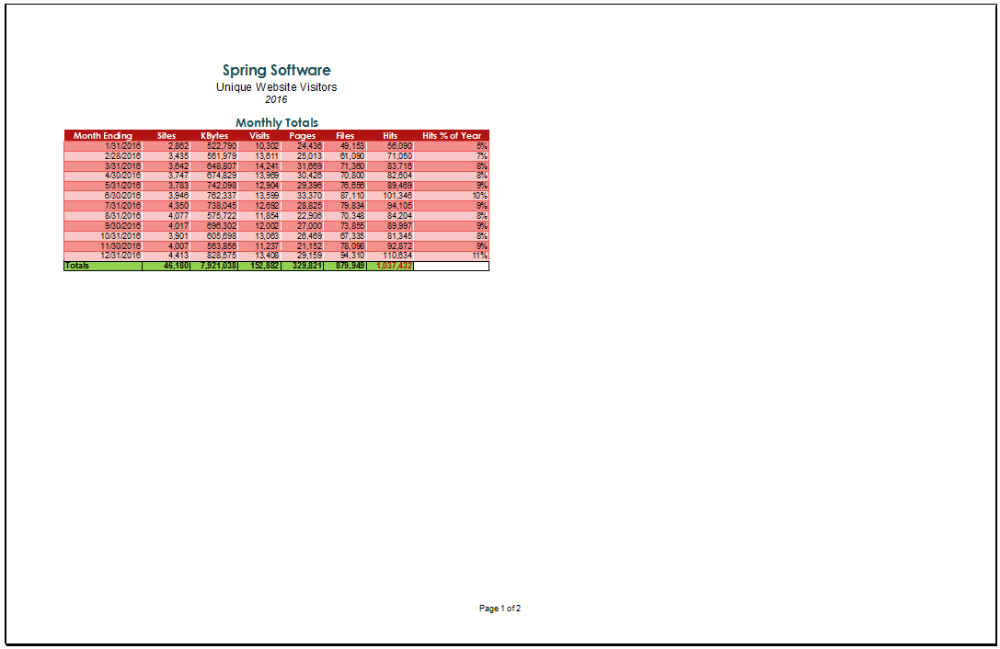 Spring Software
Unique Website Visitors
2016
Monthly Totals
Month Ending Sites KBytes Visits Pages Files Hits Hits % of Year
1/31/2016 2,862 522,790 10,302 24,436 49,153 56,090 5%
2/28/2016 3,435 561,979 13,611 25,013 61,090 71,050 7%
3/31/2016 3,642 648,807 14,241 31,669 71,360 83,716 8%
4/30/2016 3,747 674,829 13,969 30,426 70,800 82,604 8%
5/31/2016 3,783 742,098 12,904 29,396 76,656 89,469 9%
6/30/2016 3,946 762,337 13,599 33,370 87,110 101,346 10%
7/31/2016 4,350 738,045 12,692 28,825 79,834 94,105 9%
8/31/2016 4,077 575,722 11,854 22,906 70,348 84,204 8%
9/30/2016 4,017 696,302 12,002 27,000 73,855 89,997 9%
10/31/2016 3,901 605,698 13,063 26,469 67,335 81,345 8%
11/30/2016 4,007 563,856 11,237 21,152 78,098 92,872 9%
12/31/2016 4,413 828,575 13,408 29,159 94,310 110,634 11%
Totals 46,180 7,921,038 152,882 329,821 879,949 1,037,432
Page 1 of 2